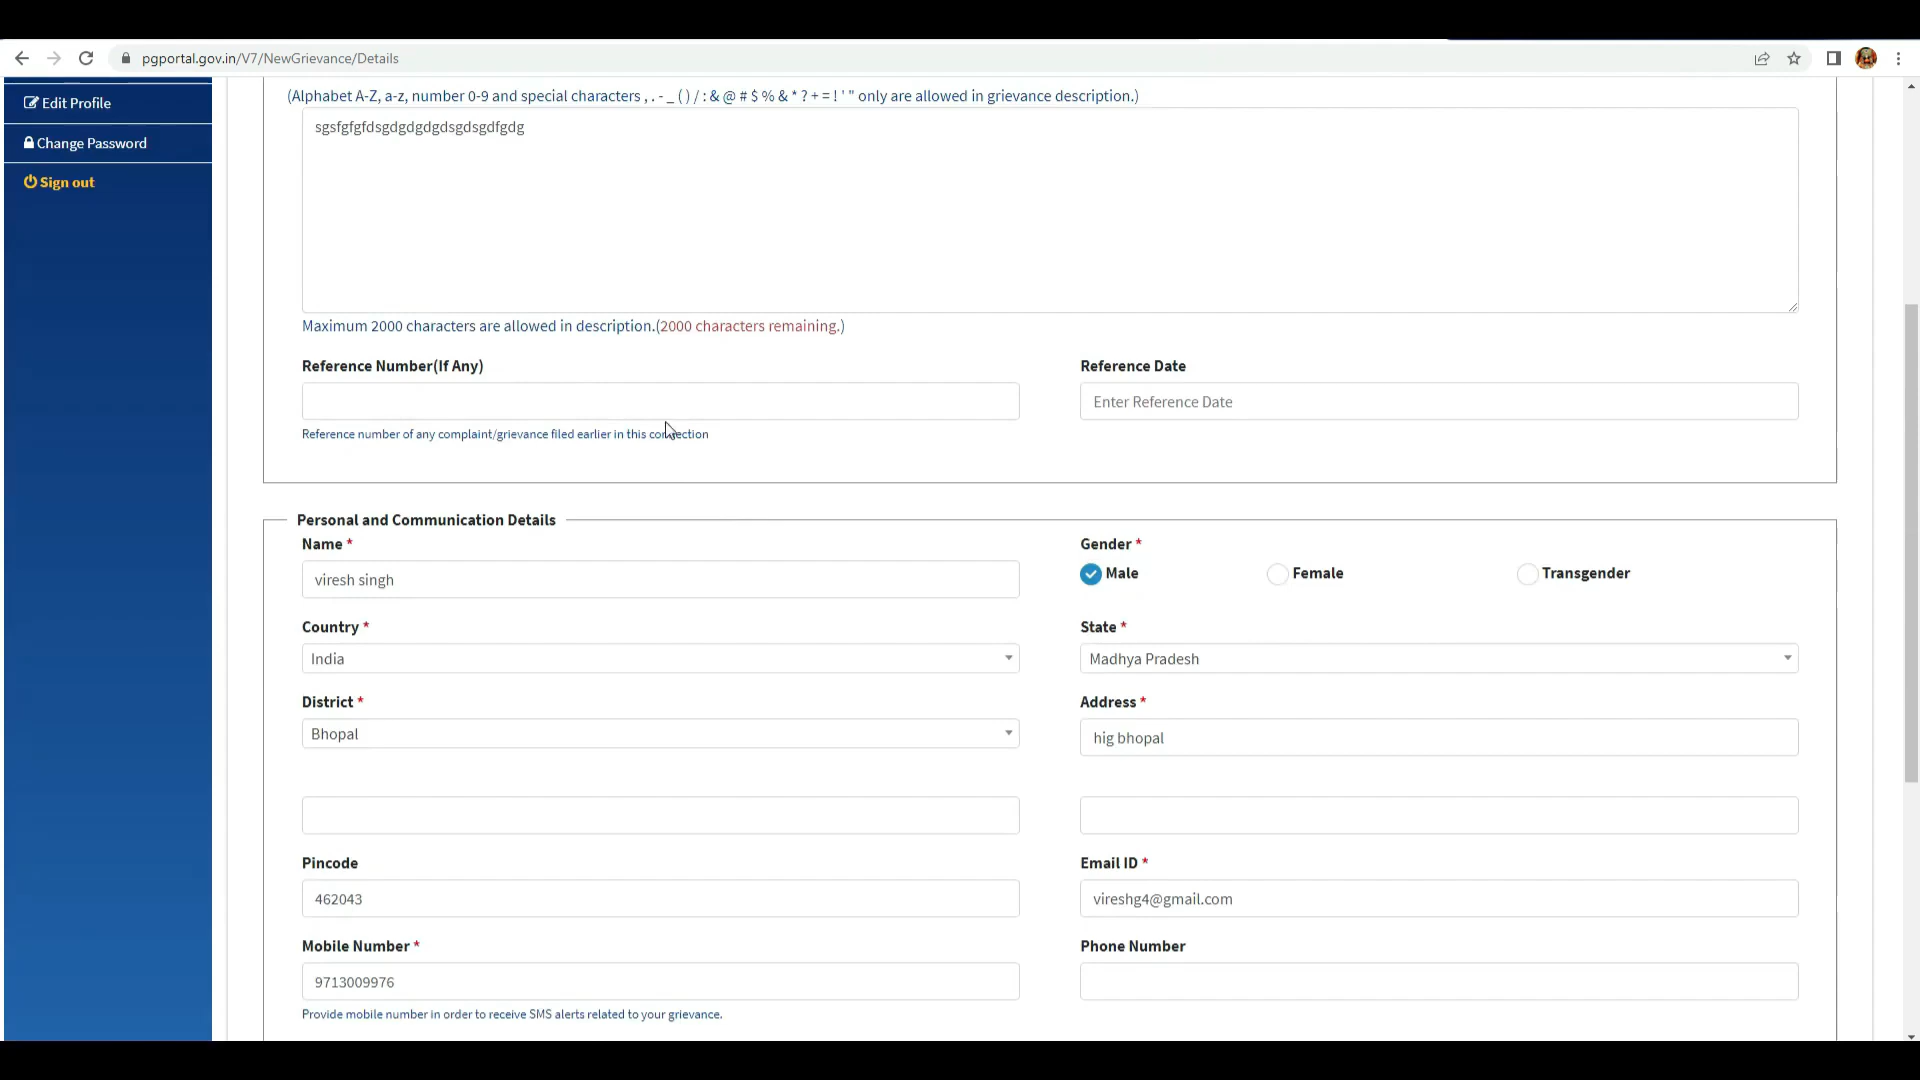 pgportal.gov.in/V7/NewGrievance/Details
Edit Profile
Change Password
Sign out
(Alphabet A-Z, a-z, number 0-9 and special characters , . - _ ( ) / : & @ # $ % & * ? + = ! ' " only are allowed in grievance description.)
sgsfgfgfdsgdgdgdgdsgdsgdfgdg
Maximum 2000 characters are allowed in description.(2000 characters remaining.)
Reference Number(If Any)
Reference Date
Enter Reference Date
Reference number of any complaint/grievance filed earlier in this connection
Personal and Communication Details
Name *
Gender *
viresh singh
Male
Female
Transgender
Country *
State *
India
Madhya Pradesh
District *
Address *
Bhopal
hig bhopal
Pincode
Email ID *
462043
vireshg4@gmail.com
Mobile Number *
Phone Number
9713009976
Provide mobile number in order to receive SMS alerts related to your grievance.